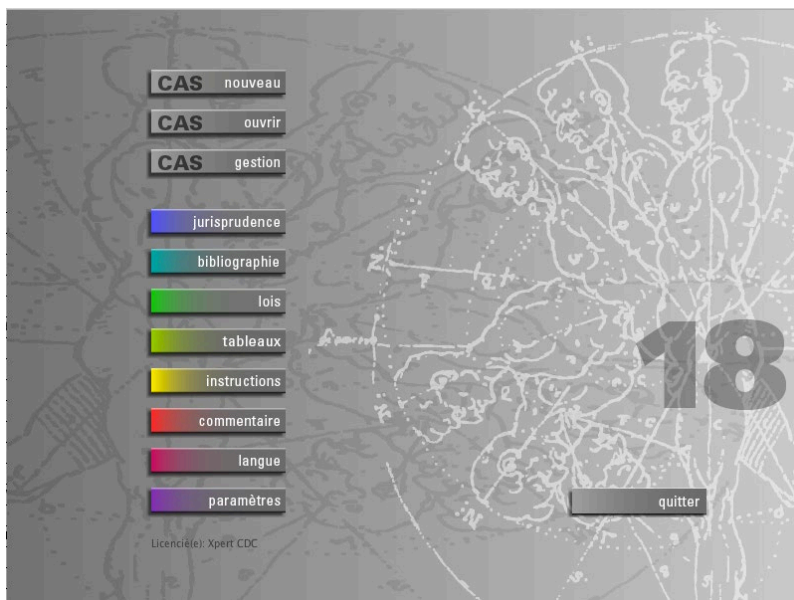 CAS nouveau
CAS ouvrir
CAS gestion
jurisprudence
bibliographie
lois
tableaux
18
instructions
commentaire
langue
paramètres
quitter
Licencié(e): Xpert CDC